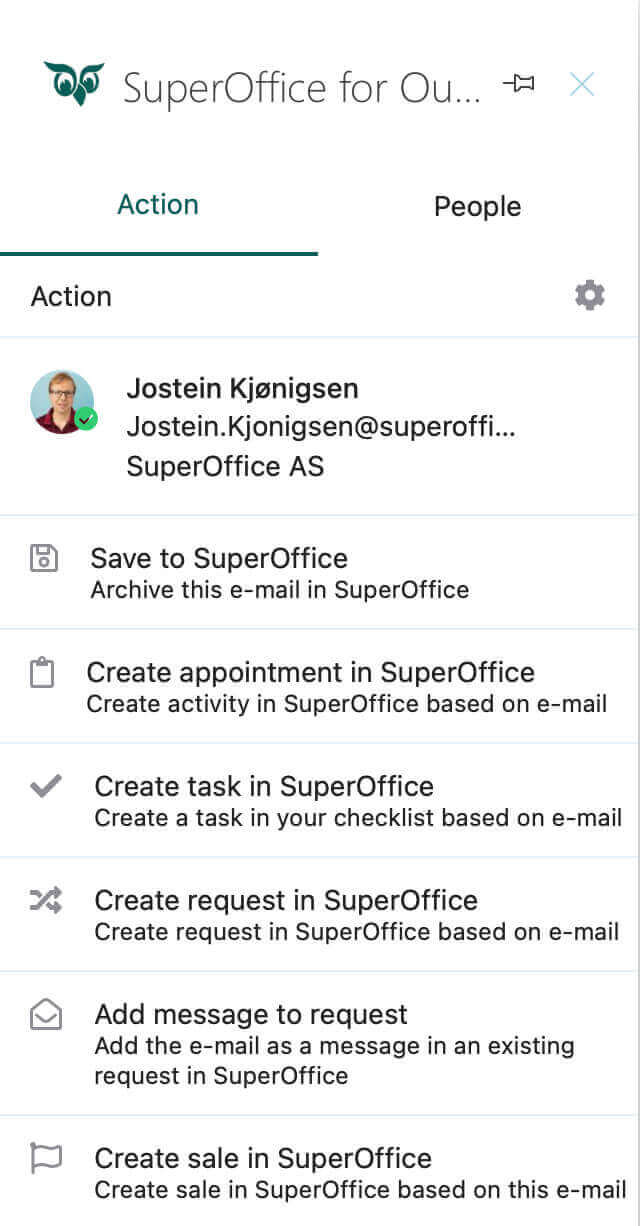 SuperOffice for Ou...
Action
People
Action
Jostein Kjønigsen
Jostein.Kjonigsen@superoffi...
SuperOffice AS
Save to SuperOffice
Archive this e-mail in SuperOffice
Create appointment in SuperOffice
Create activity in SuperOffice based on e-mail
Create task in SuperOffice
Create a task in your checklist based on e-mail
Create request in SuperOffice
Create request in SuperOffice based on e-mail
Add message to request
Add the e-mail as a message in an existing
request in SuperOffice
Create sale in SuperOffice
Create sale in SuperOffice based on this e-mail